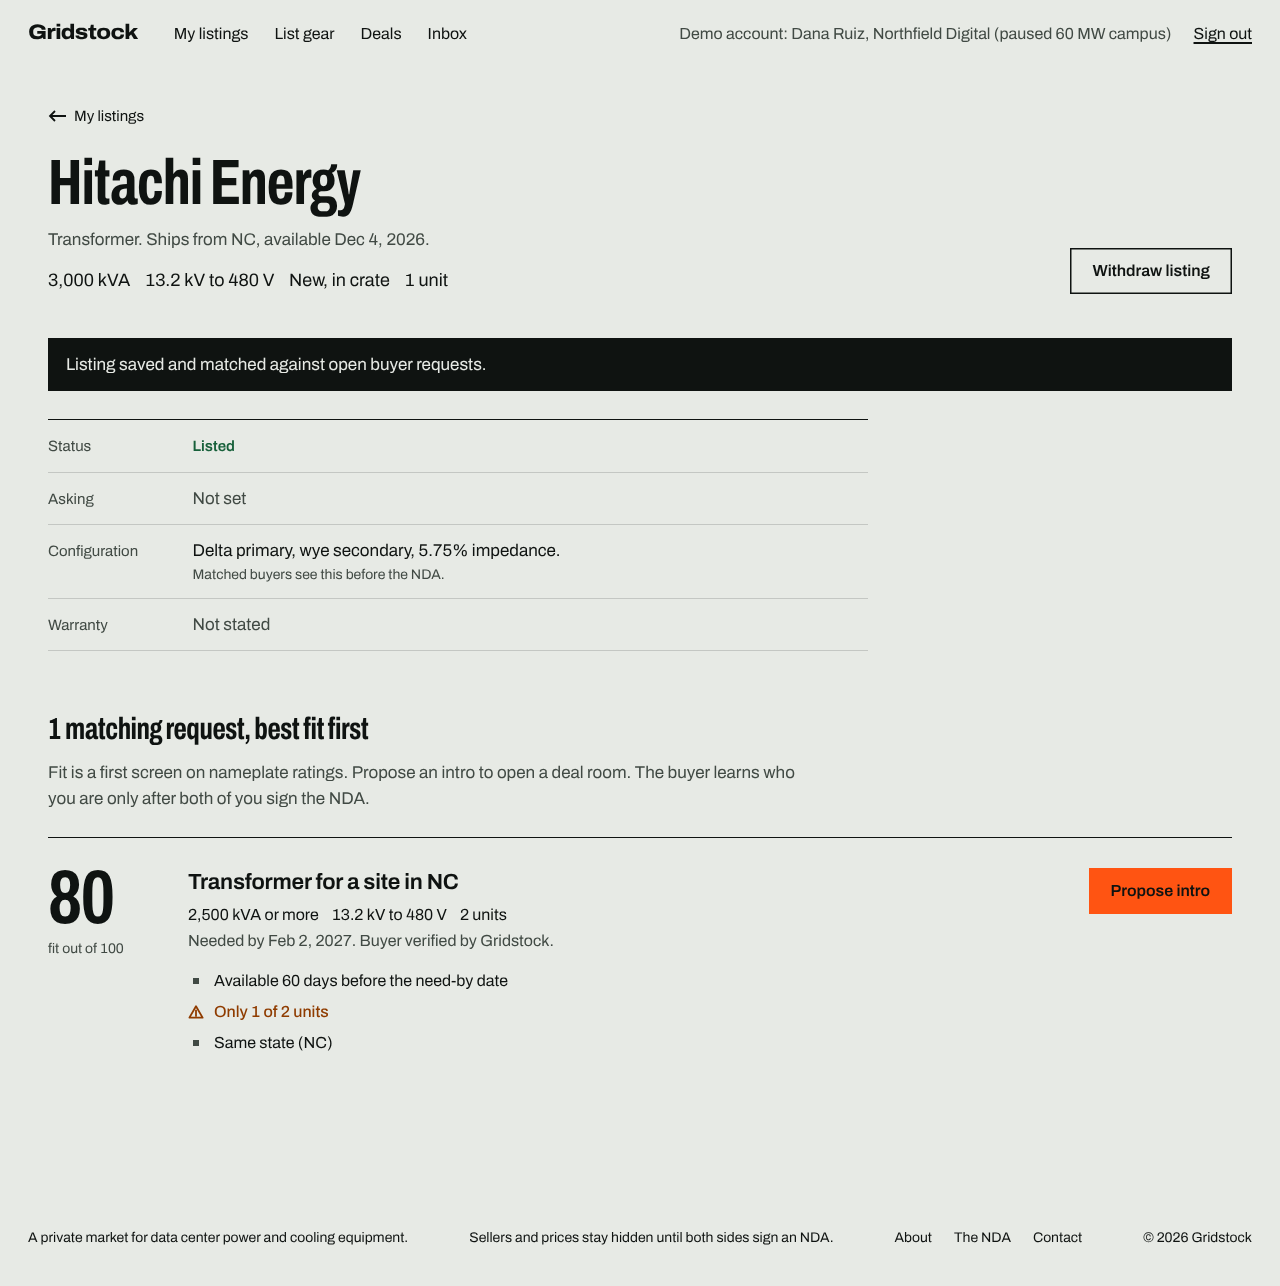 Gridstock My listings List gear Deals Inbox Demo account: Dana Ruiz, Northfield Digital (paused 60 MW campus) Sign out
My listings
Hitachi Energy
Transformer. Ships from NC, available Dec 4, 2026.
3,000 kVA 13.2 kV to 480 V New, in crate 1 unit
Withdraw listing
Listing saved and matched against open buyer requests.
Status Listed
Asking Not set
Configuration Delta primary, wye secondary, 5.75% impedance.
Matched buyers see this before the NDA.
Warranty Not stated
1 matching request, best fit first
Fit is a first screen on nameplate ratings. Propose an intro to open a deal room. The buyer learns who
you are only after both of you sign the NDA.
80
fit out of 100
Transformer for a site in NC
2,500 kVA or more 13.2 kV to 480 V 2 units
Needed by Feb 2, 2027. Buyer verified by Gridstock.
Available 60 days before the need-by date
Only 1 of 2 units
Same state (NC)
Propose intro
A private market for data center power and cooling equipment. Sellers and prices stay hidden until both sides sign an NDA. About The NDA Contact © 2026 Gridstock